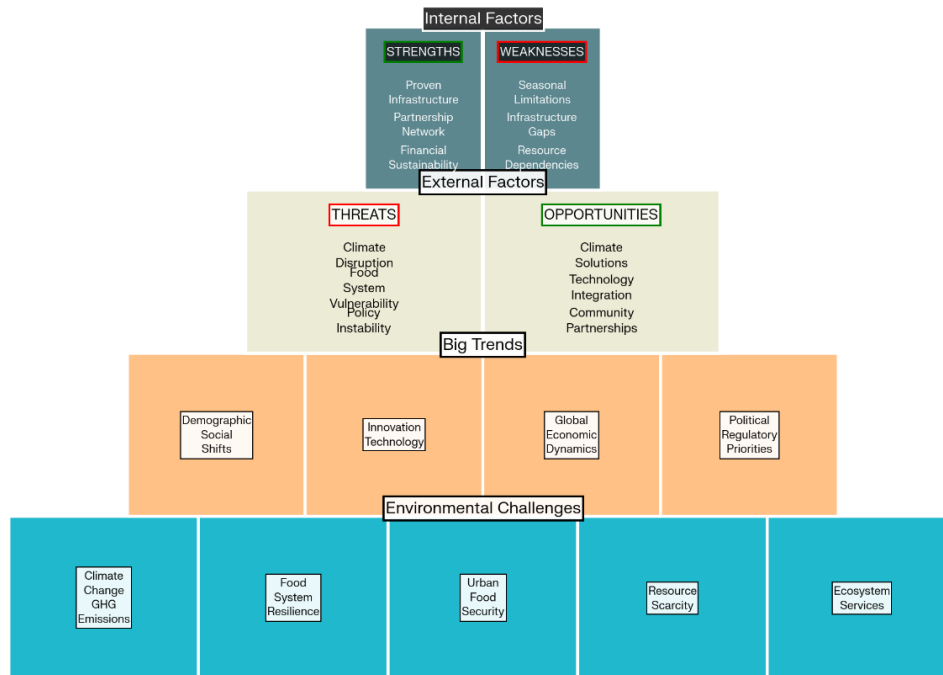 Internal Factors
STRENGTHS
Proven
Infrastructure
Partnership
Network
Financial
Sustainability
WEAKNESSES
Seasonal
Limitations
Infrastructure
Gaps
Resource
Dependencies
External Factors
THREATS
Climate
Disruption
Food
System
Vulnerability
Policy
Instability
OPPORTUNITIES
Climate
Solutions
Technology
Integration
Community
Partnerships
Big Trends
Demographic
Social
Shifts
Innovation
Technology
Global
Economic
Dynamics
Political
Regulatory
Priorities
Environmental Challenges
Climate
Change
GHG
Emissions
Food
System
Resilience
Urban
Food
Security
Resource
Scarcity
Ecosystem
Services